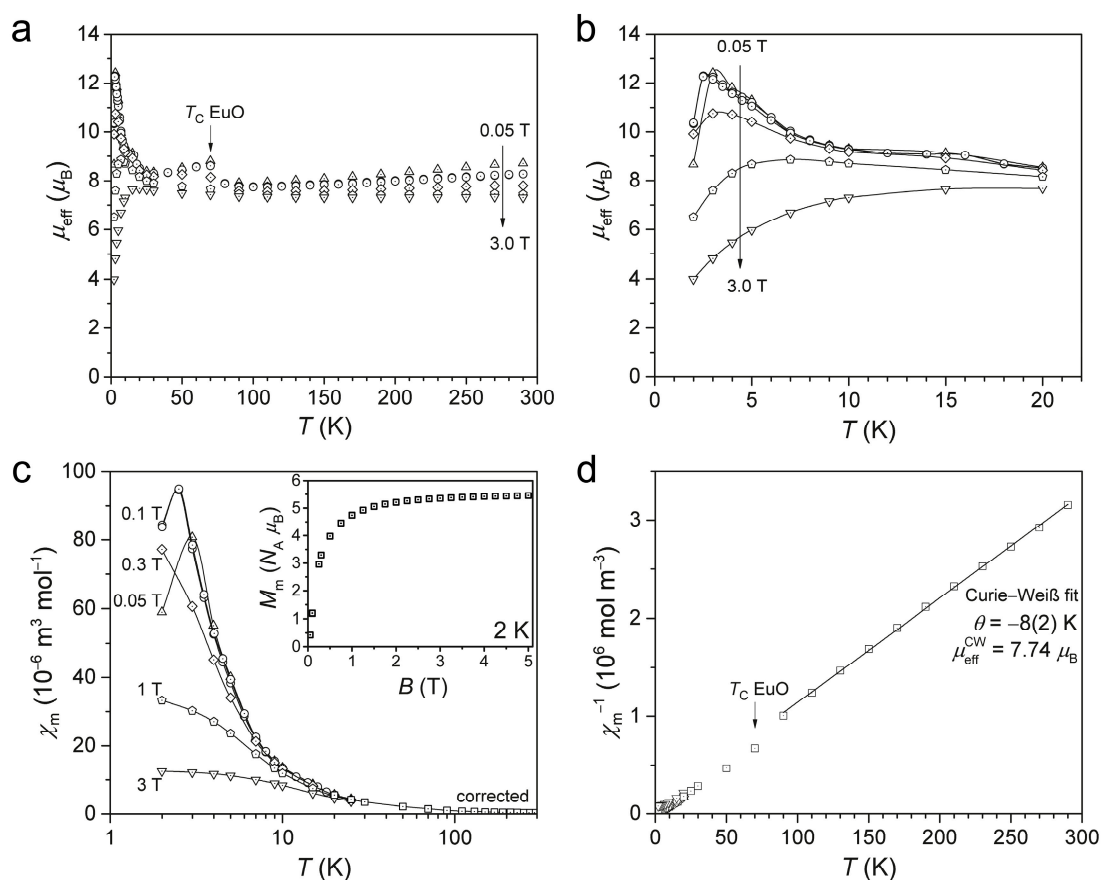 a
14
12
10
8
6
4
2
0
μeff (μB)
TC EuO
0.05 T
3.0 T
0 50 100 150 200 250 300
T (K)
b
14
12
10
8
6
4
2
0
μeff (μB)
0.05 T
3.0 T
0 5 10 15 20
T (K)
c
100
80
60
40
20
0
χm (10⁻⁶ m³ mol⁻¹)
0.1 T
0.3 T
0.05 T
1 T
3 T
6
5
4
3
2
1
0
Mm (NA μB)
2 K
0 1 2 3 4 5
B (T)
corrected
1 10 100
T (K)
d
3
2
1
0
χm⁻¹ (10⁶ mol m⁻³)
Curie–Weiß fit
θ = –8(2) K
μeffCW = 7.74 μB
TC EuO
0 50 100 150 200 250 300
T (K)